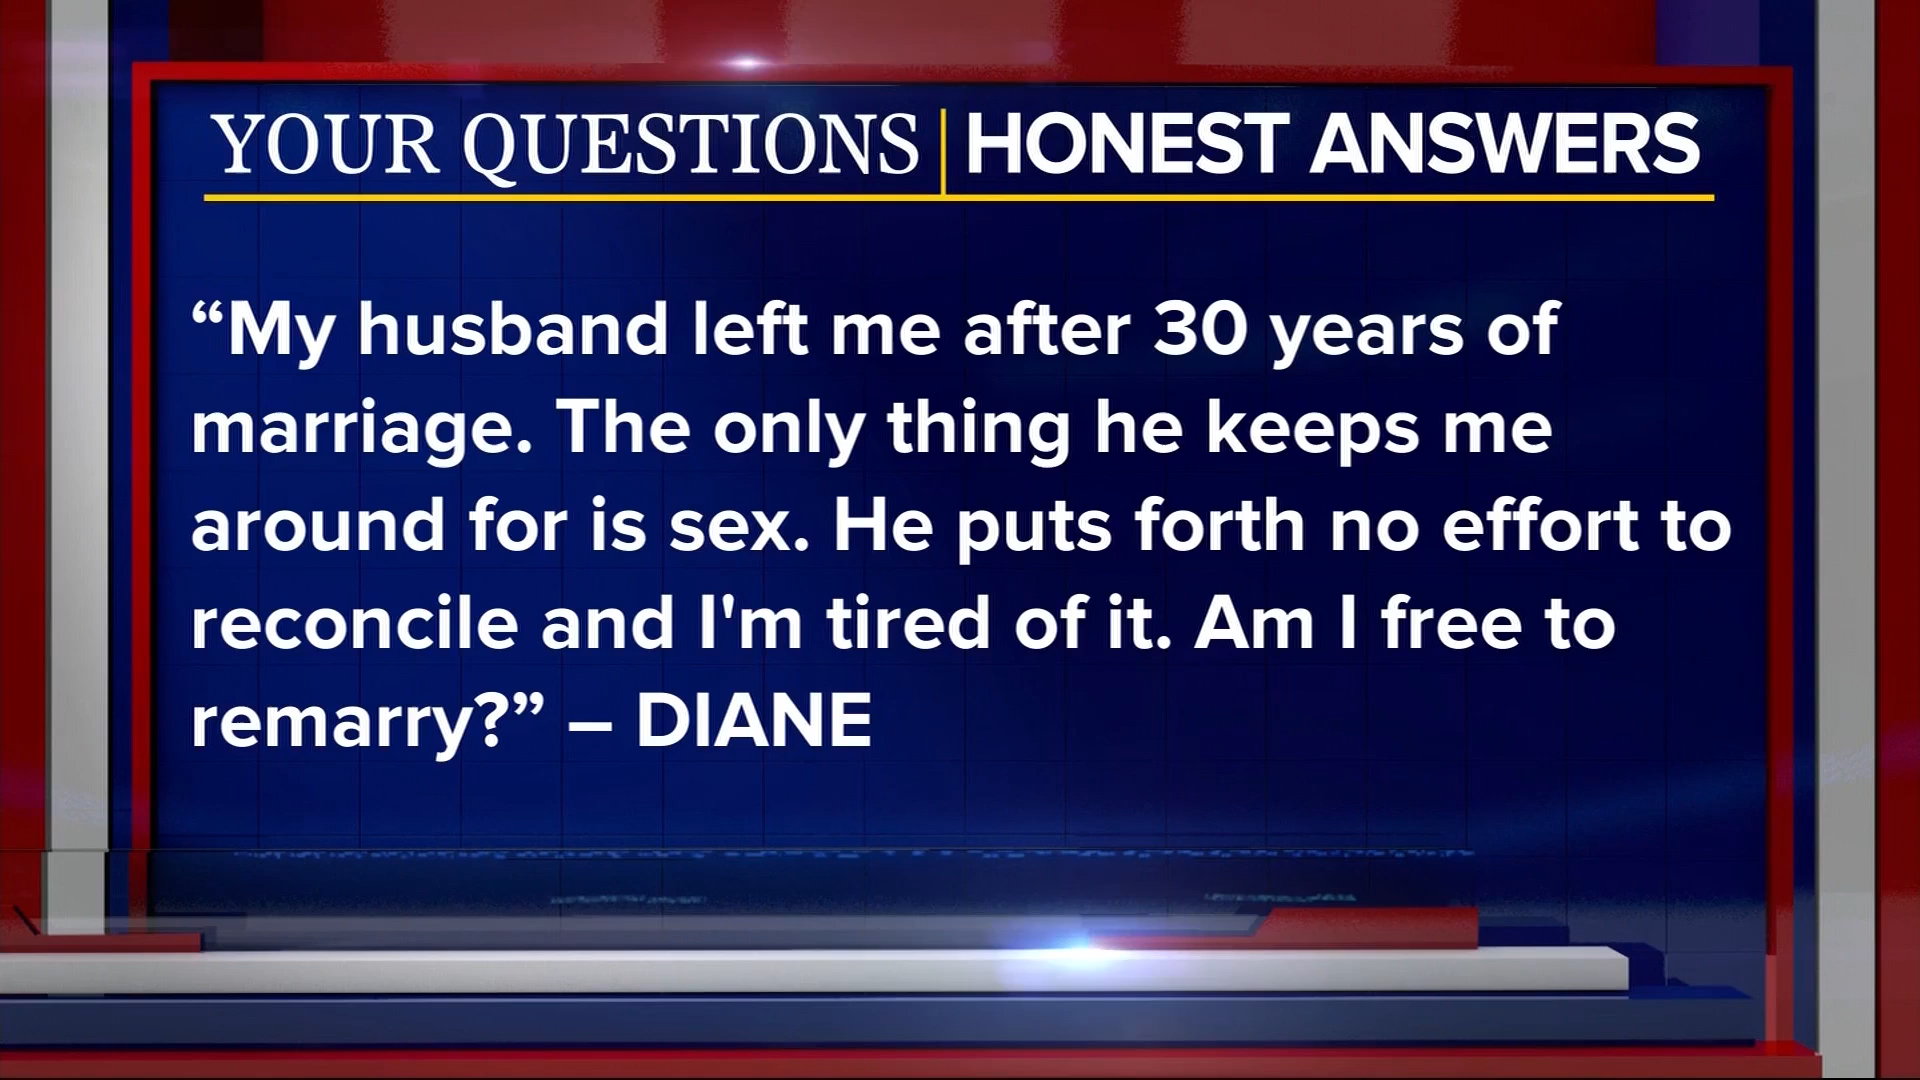 YOUR QUESTIONS | HONEST ANSWERS
“My husband left me after 30 years of
marriage. The only thing he keeps me
around for is sex. He puts forth no effort to
reconcile and I'm tired of it. Am I free to
remarry?” – DIANE